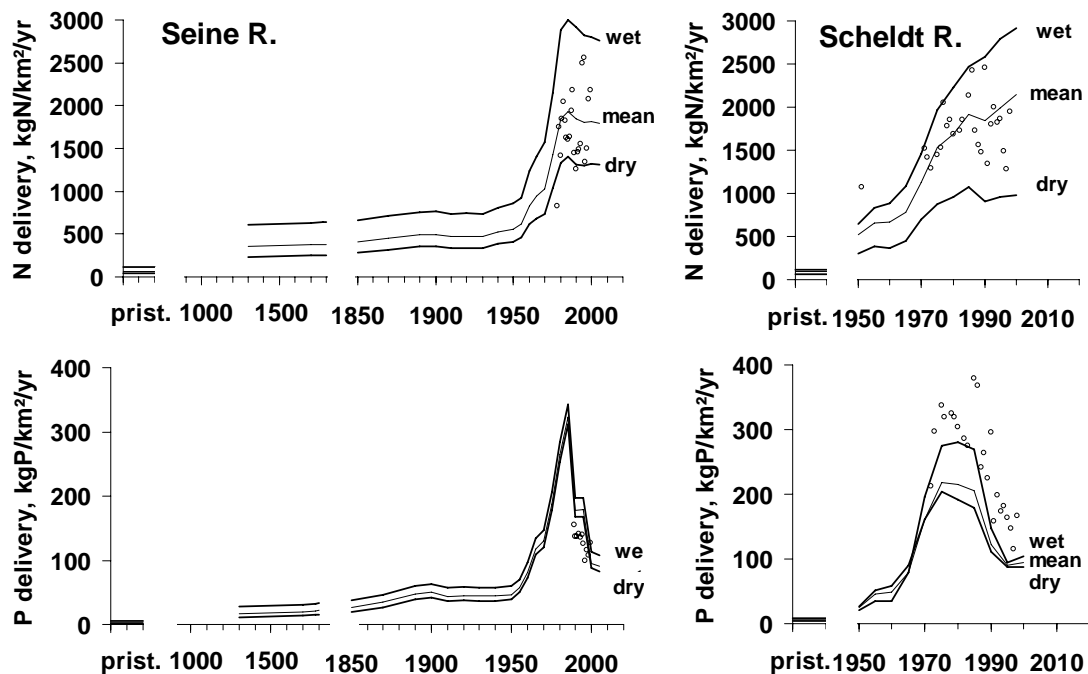 Seine R.
N delivery, kgN/km²/yr
3000
2500
2000
1500
1000
500
0
wet
mean
dry
prist. 1000 1500 1850 1900 1950 2000
Scheldt R.
N delivery, kgN/km²/yr
3000
2500
2000
1500
1000
500
0
wet
mean
dry
prist. 1950 1970 1990 2010
P delivery, kgP/km²/yr
400
300
200
100
0
we
dry
prist. 1000 1500 1850 1900 1950 2000
P delivery, kgP/km²/yr
400
300
200
100
0
wet
mean
dry
prist. 1950 1970 1990 2010